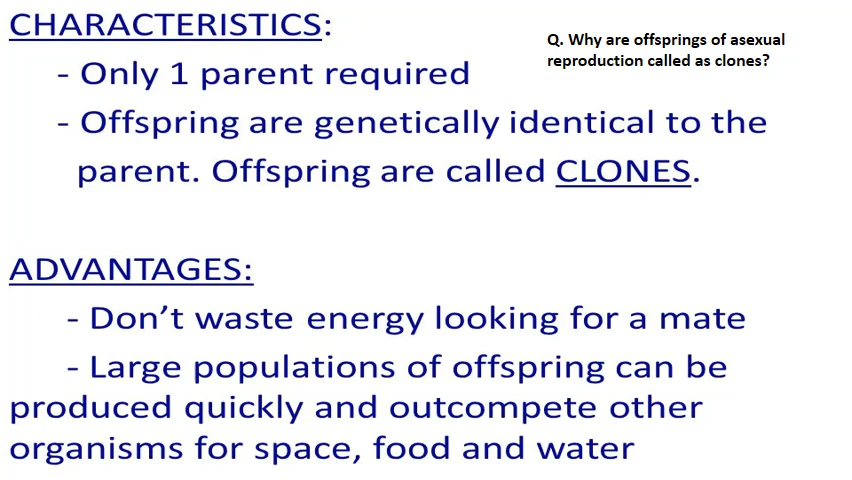 CHARACTERISTICS:
Q. Why are offsprings of asexual
reproduction called as clones?
- Only 1 parent required
- Offspring are genetically identical to the
parent. Offspring are called CLONES.
ADVANTAGES:
- Don’t waste energy looking for a mate
- Large populations of offspring can be
produced quickly and outcompete other
organisms for space, food and water